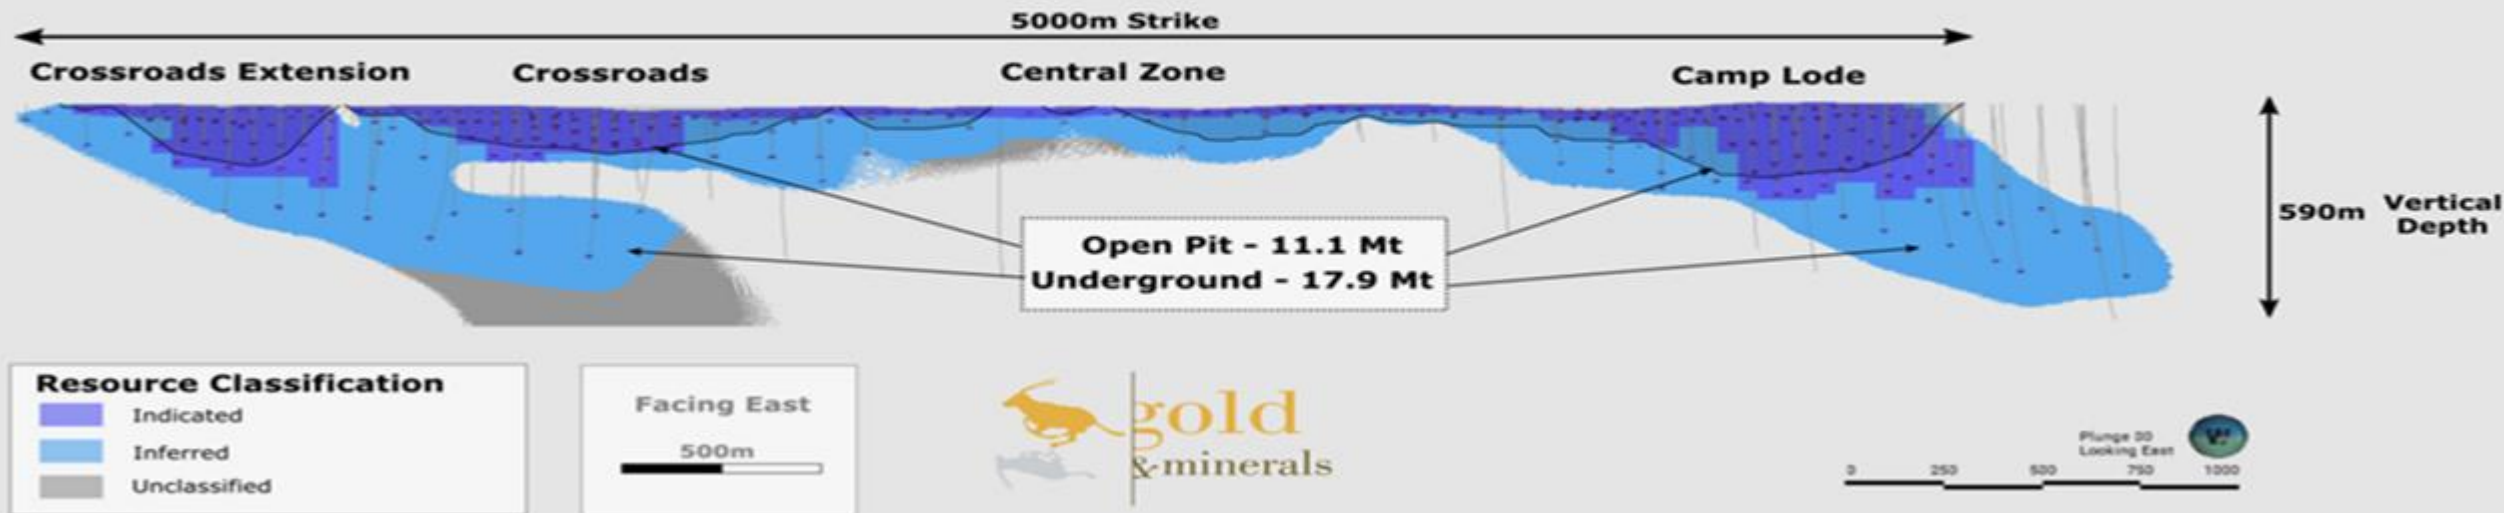 5000m Strike
Crossroads Extension
Crossroads
Central Zone
Camp Lode
590m
Vertical
Depth
Open Pit - 11.1 Mt
Underground - 17.9 Mt
Resource Classification
Indicated
Inferred
Unclassified
Facing East
500m
gold
&minerals
Plunge 00
Looking East
0 250 500 750 1000